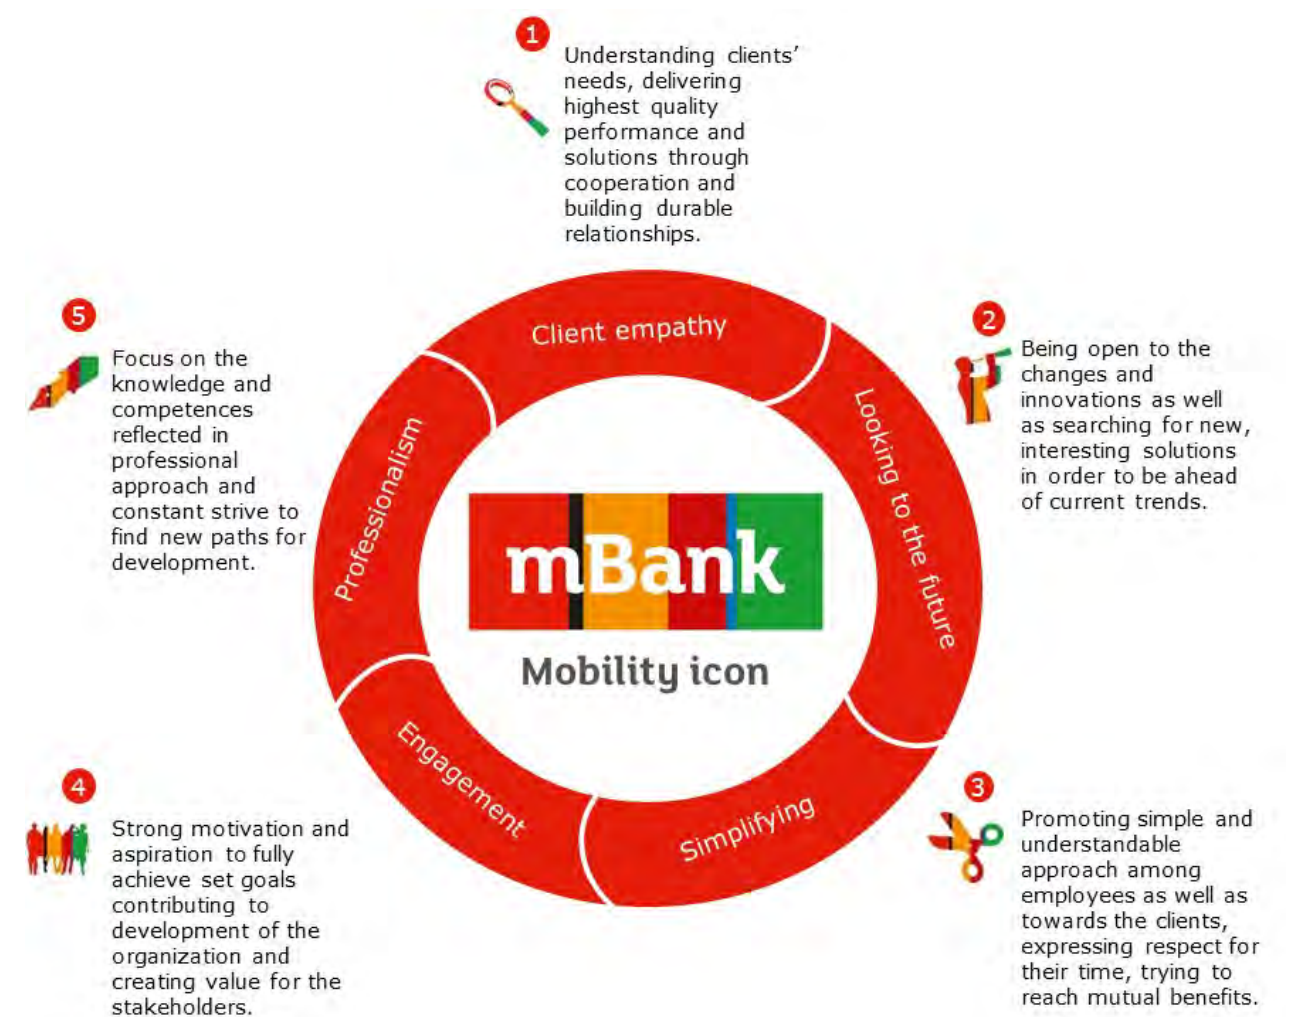 1
Understanding clients'
needs, delivering
highest quality
performance and
solutions through
cooperation and
building durable
relationships.
Client empathy
2
Being open to the
changes and
innovations as well
as searching for new,
interesting solutions
in order to be ahead
of current trends.
Looking to the future
3
Promoting simple and
understandable
approach among
employees as well as
towards the clients,
expressing respect for
their time, trying to
reach mutual benefits.
Simplifying
4
Strong motivation and
aspiration to fully
achieve set goals
contributing to
development of the
organization and
creating value for the
stakeholders.
Engagement
5
Focus on the
knowledge and
competences
reflected in
professional
approach and
constant strive to
find new paths for
development.
Professionalism
mBank
Mobility icon